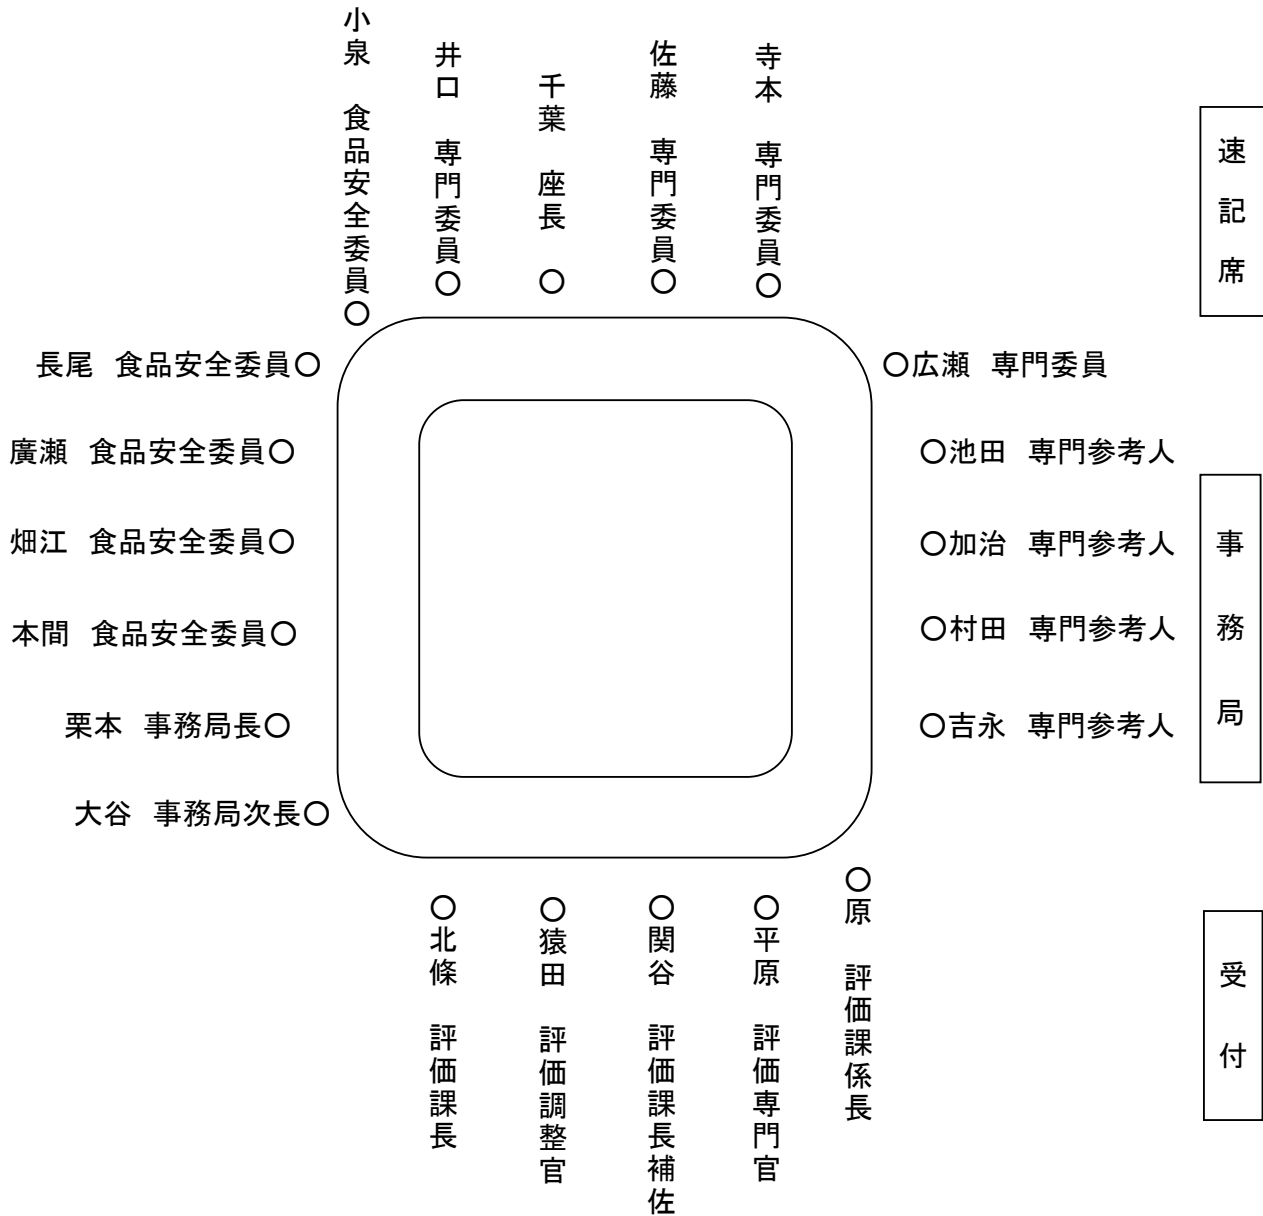 小泉 食品安全委員○
井口 専門委員○
千葉 座長 ○
佐藤 専門委員○
寺本 専門委員○
速記席
長尾 食品安全委員○
○広瀬 専門委員
廣瀬 食品安全委員○
○池田 専門参考人
畑江 食品安全委員○
○加治 専門参考人
本間 食品安全委員○
○村田 専門参考人
事務局
栗本 事務局長○
○吉永 専門参考人
大谷 事務局次長○
○北條 評価課長
○猿田 評価調整官
○関谷 評価課長補佐
○平原 評価専門官
○原 評価課係長
受付